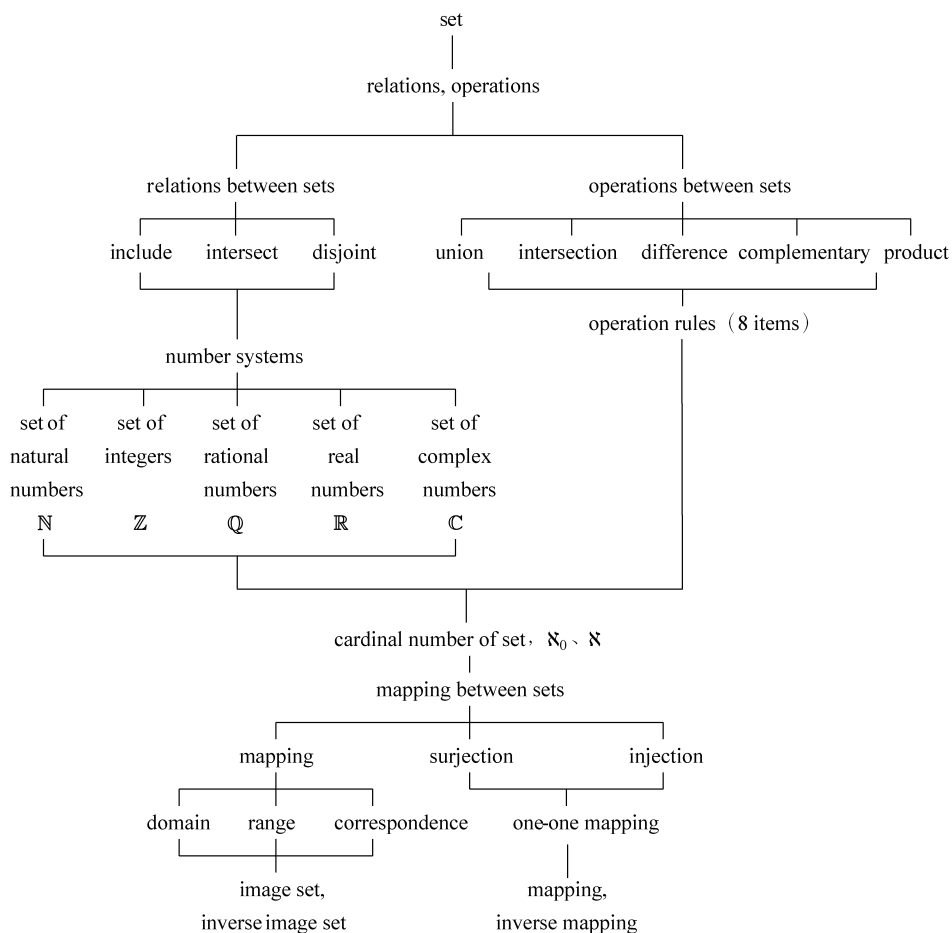 set
relations, operations
relations between sets
operations between sets
include intersect disjoint
union intersection difference complementary product
operation rules（8 items）
number systems
set of set of set of set of set of
natural integers rational real complex
numbers numbers numbers numbers
ℕ ℤ ℚ ℝ ℂ
cardinal number of set，ℵ₀、ℵ
mapping between sets
mapping surjection injection
domain range correspondence one-one mapping
image set, mapping,
inverse image set inverse mapping